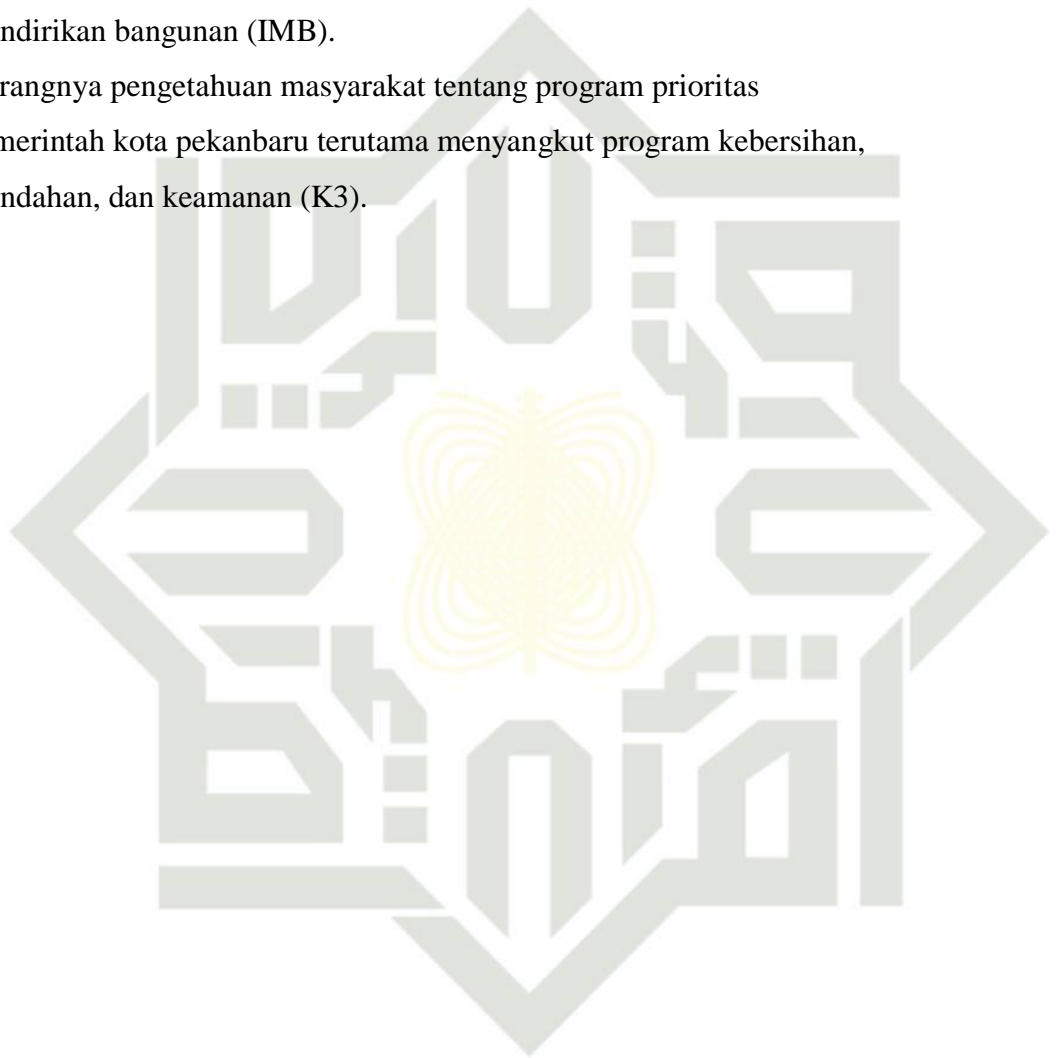 ndirikan bangunan (IMB).
rangnya pengetahuan masyarakat tentang program prioritas
merintah kota pekanbaru terutama menyangkut program kebersihan,
ndahan, dan keamanan (K3).